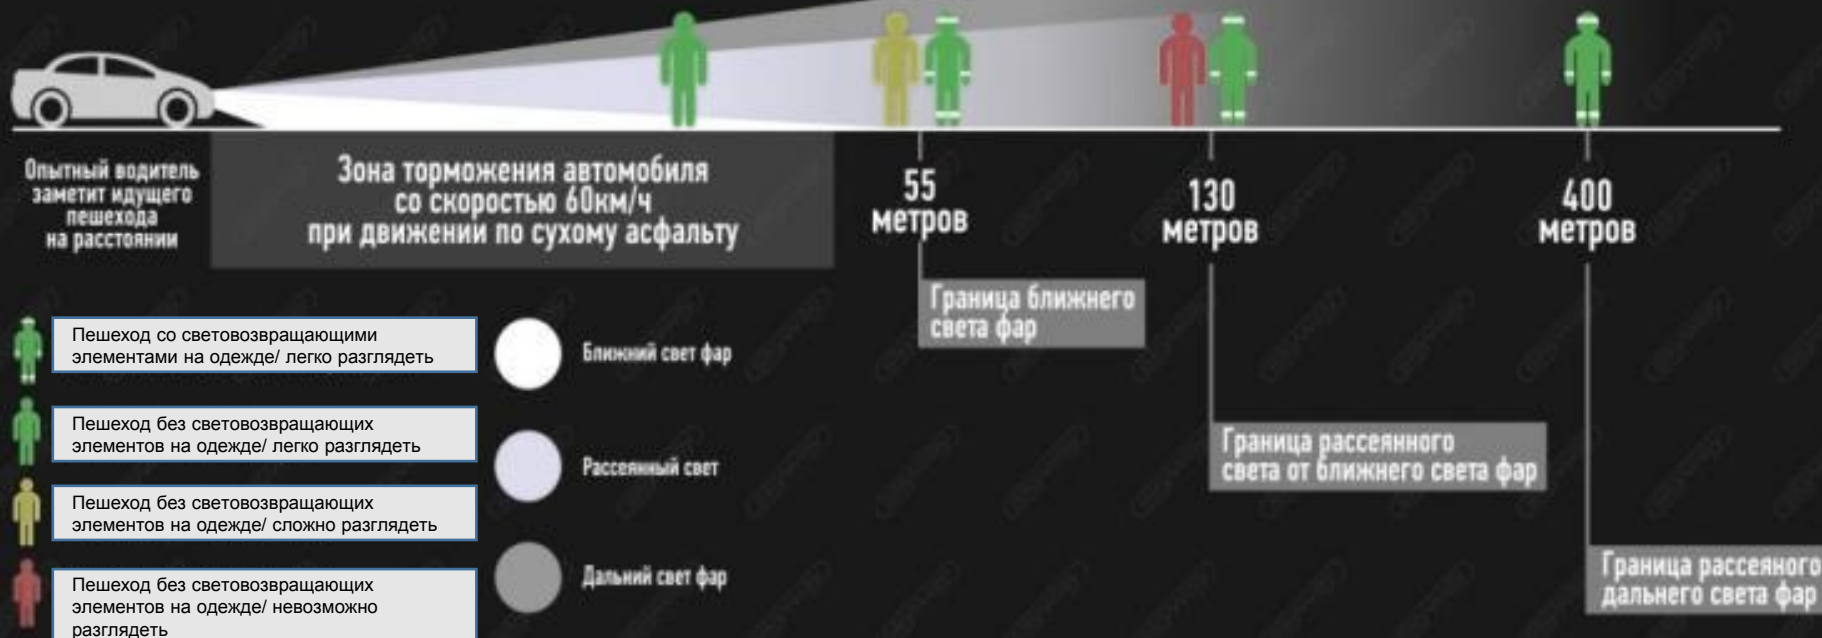 Опытный водитель
заметит идущего
пешехода
на расстоянии
Зона торможения автомобиля
со скоростью 60км/ч
при движении по сухому асфальту
55
метров
130
метров
400
метров
Граница ближнего
света фар
Граница рассеянного
света от ближнего света фар
Граница рассеяного
дальнего света фар
Пешеход со световозвращающими
элементами на одежде/ легко разглядеть
Пешеход без световозвращающих
элементов на одежде/ легко разглядеть
Пешеход без световозвращающих
элементов на одежде/ сложно разглядеть
Пешеход без световозвращающих
элементов на одежде/ невозможно
разглядеть
Ближний свет фар
Рассеянный свет
Дальний свет фар